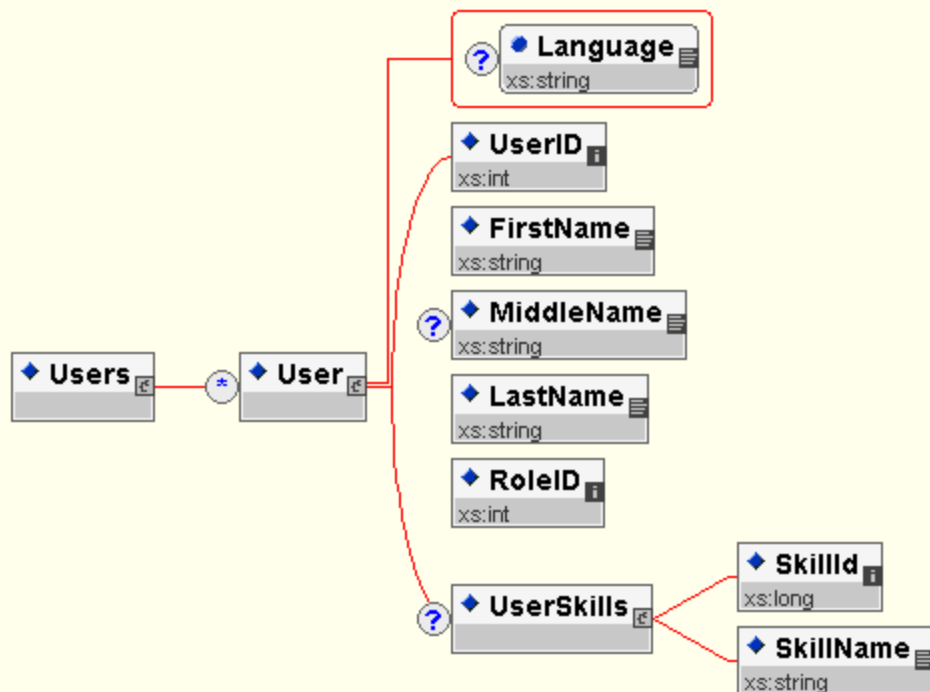 ? Language
xs:string
UserID
xs:int
FirstName
xs:string
? MiddleName
xs:string
Users
* User
LastName
xs:string
RoleID
xs:int
? UserSkills
SkillId
xs:long
SkillName
xs:string